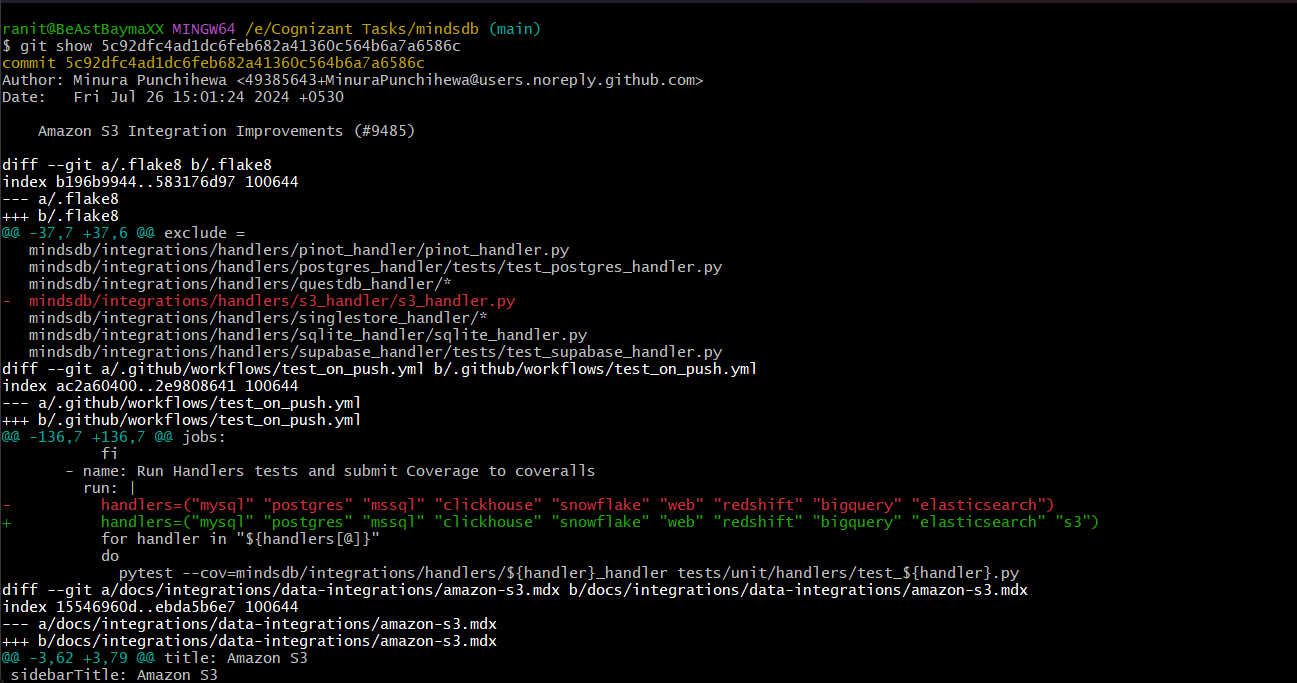 ranit@BeAstBaymaXX MINGW64 /e/Cognizant Tasks/mindsdb (main)
$ git show 5c92dfc4ad1dc6feb682a41360c564b6a7a6586c
commit 5c92dfc4ad1dc6feb682a41360c564b6a7a6586c
Author: Minura Punchihewa <49385643+MinuraPunchihewa@users.noreply.github.com>
Date:   Fri Jul 26 15:01:24 2024 +0530

    Amazon S3 Integration Improvements (#9485)

diff --git a/.flake8 b/.flake8
index b196b9944..583176d97 100644
--- a/.flake8
+++ b/.flake8
@@ -37,7 +37,6 @@ exclude =
   mindsdb/integrations/handlers/pinot_handler/pinot_handler.py
   mindsdb/integrations/handlers/postgres_handler/tests/test_postgres_handler.py
   mindsdb/integrations/handlers/questdb_handler/*
-  mindsdb/integrations/handlers/s3_handler/s3_handler.py
   mindsdb/integrations/handlers/singlestore_handler/*
   mindsdb/integrations/handlers/sqlite_handler/sqlite_handler.py
   mindsdb/integrations/handlers/supabase_handler/tests/test_supabase_handler.py
diff --git a/.github/workflows/test_on_push.yml b/.github/workflows/test_on_push.yml
index ac2a60400..2e9808641 100644
--- a/.github/workflows/test_on_push.yml
+++ b/.github/workflows/test_on_push.yml
@@ -136,7 +136,7 @@ jobs:
           fi
       - name: Run Handlers tests and submit Coverage to coveralls
         run: |
-          handlers=("mysql" "postgres" "mssql" "clickhouse" "snowflake" "web" "redshift" "bigquery" "elasticsearch")
+          handlers=("mysql" "postgres" "mssql" "clickhouse" "snowflake" "web" "redshift" "bigquery" "elasticsearch" "s3")
           for handler in "${handlers[@]}"
           do
             pytest --cov=mindsdb/integrations/handlers/${handler}_handler tests/unit/handlers/test_${handler}.py
diff --git a/docs/integrations/data-integrations/amazon-s3.mdx b/docs/integrations/data-integrations/amazon-s3.mdx
index 15546960d..ebda5b6e7 100644
--- a/docs/integrations/data-integrations/amazon-s3.mdx
+++ b/docs/integrations/data-integrations/amazon-s3.mdx
@@ -3,62 +3,79 @@ title: Amazon S3
 sidebarTitle: Amazon S3